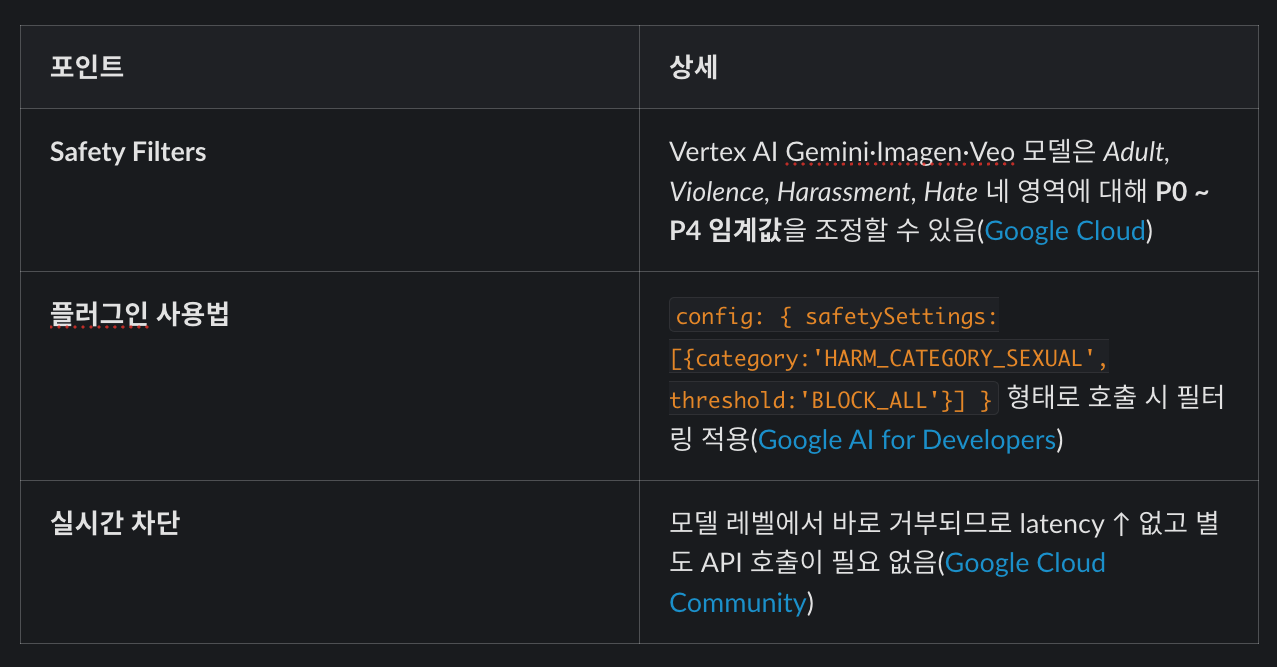 포인트
상세
Safety Filters
Vertex AI Gemini·Imagen·Veo 모델은 Adult,
Violence, Harassment, Hate 네 영역에 대해 P0 ~
P4 임계값을 조정할 수 있음(Google Cloud)
플러그인 사용법
config: { safetySettings:
[{category:'HARM_CATEGORY_SEXUAL',
threshold:'BLOCK_ALL'}] } 형태로 호출 시 필터
링 적용(Google AI for Developers)
실시간 차단
모델 레벨에서 바로 거부되므로 latency ↑ 없고 별
도 API 호출이 필요 없음(Google Cloud
Community)